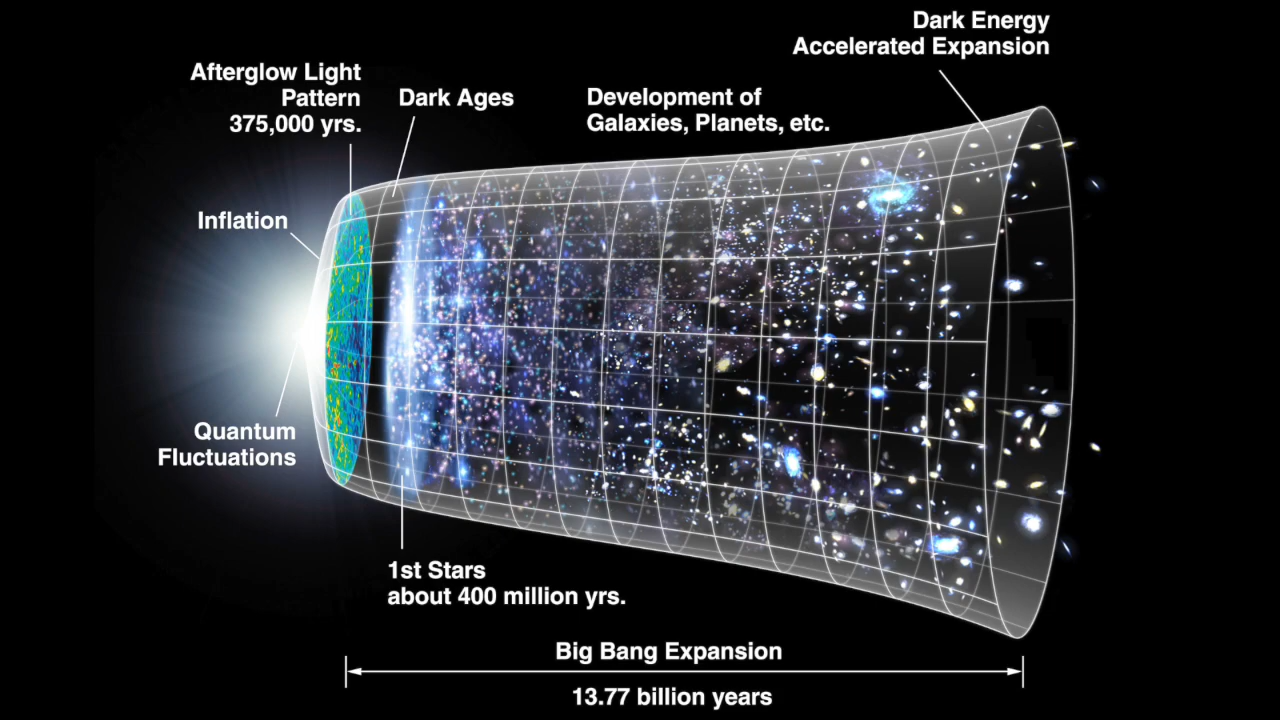 Dark Energy
Accelerated Expansion
Afterglow Light
Pattern
375,000 yrs.
Dark Ages
Development of
Galaxies, Planets, etc.
Inflation
Quantum
Fluctuations
1st Stars
about 400 million yrs.
Big Bang Expansion
13.77 billion years